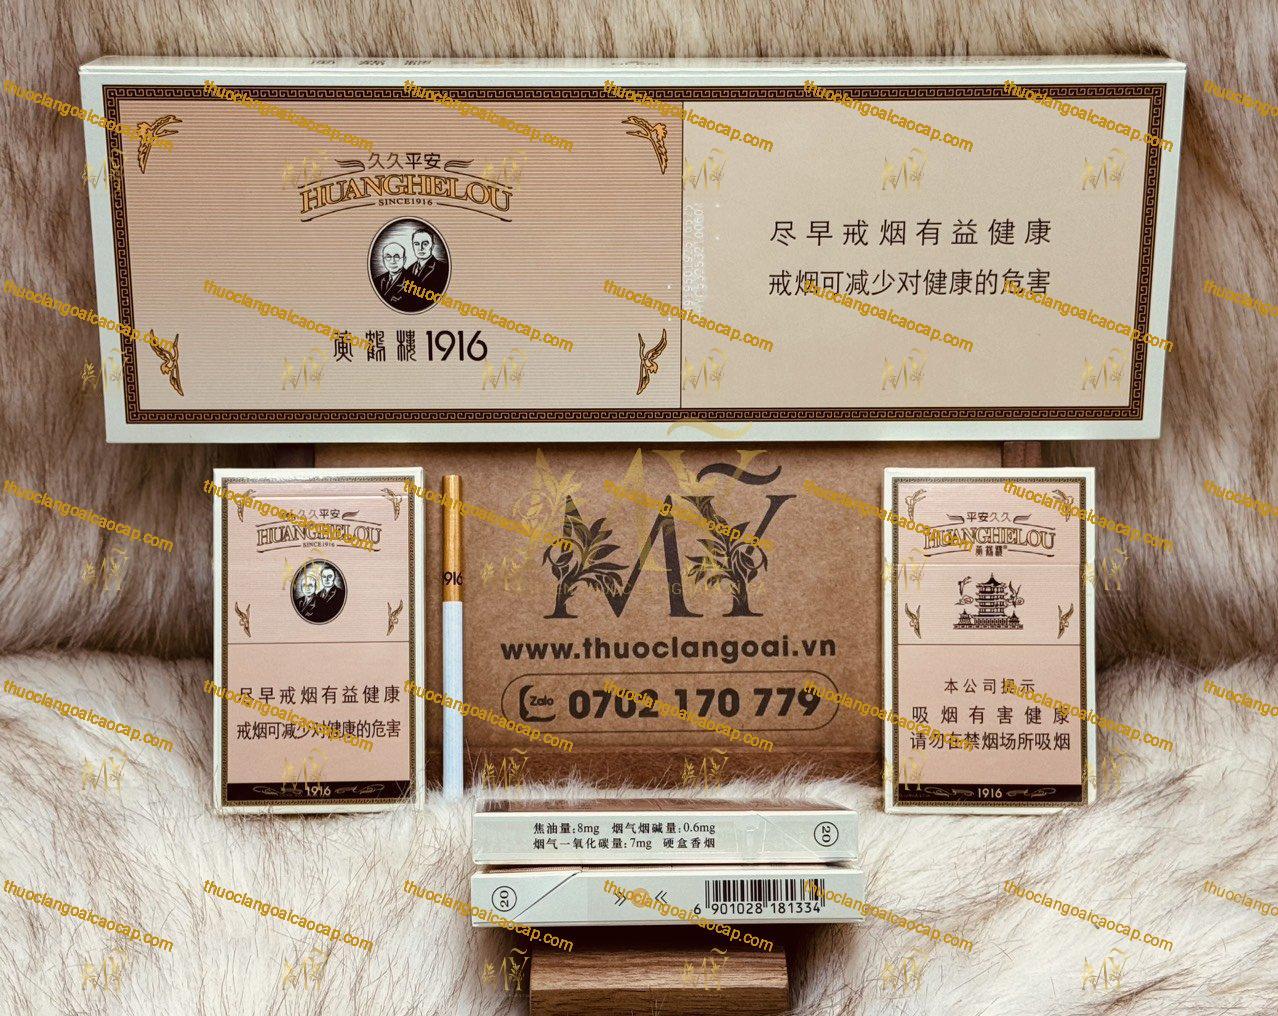 久久平安
HUANGHELOU
SINCE1916
黄鹤楼 1916
尽早戒烟有益健康
戒烟可减少对健康的危害
久久平安
HUANGHELOU
SINCE1916
尽早戒烟有益健康
戒烟可减少对健康的危害
1916
1916
MỸ
www.thuoclangoai.vn
Zalo 0702 170 779
平安久久
HUANGHELOU
黄鹤楼
本公司提示
吸烟有害健康
请勿在禁烟场所吸烟
1916
焦油量:8mg 烟气烟碱量:0.6mg
烟气一氧化碳量:7mg 硬盒香烟
20
20
6 901028 181334
thuoclangoaicaocap.com